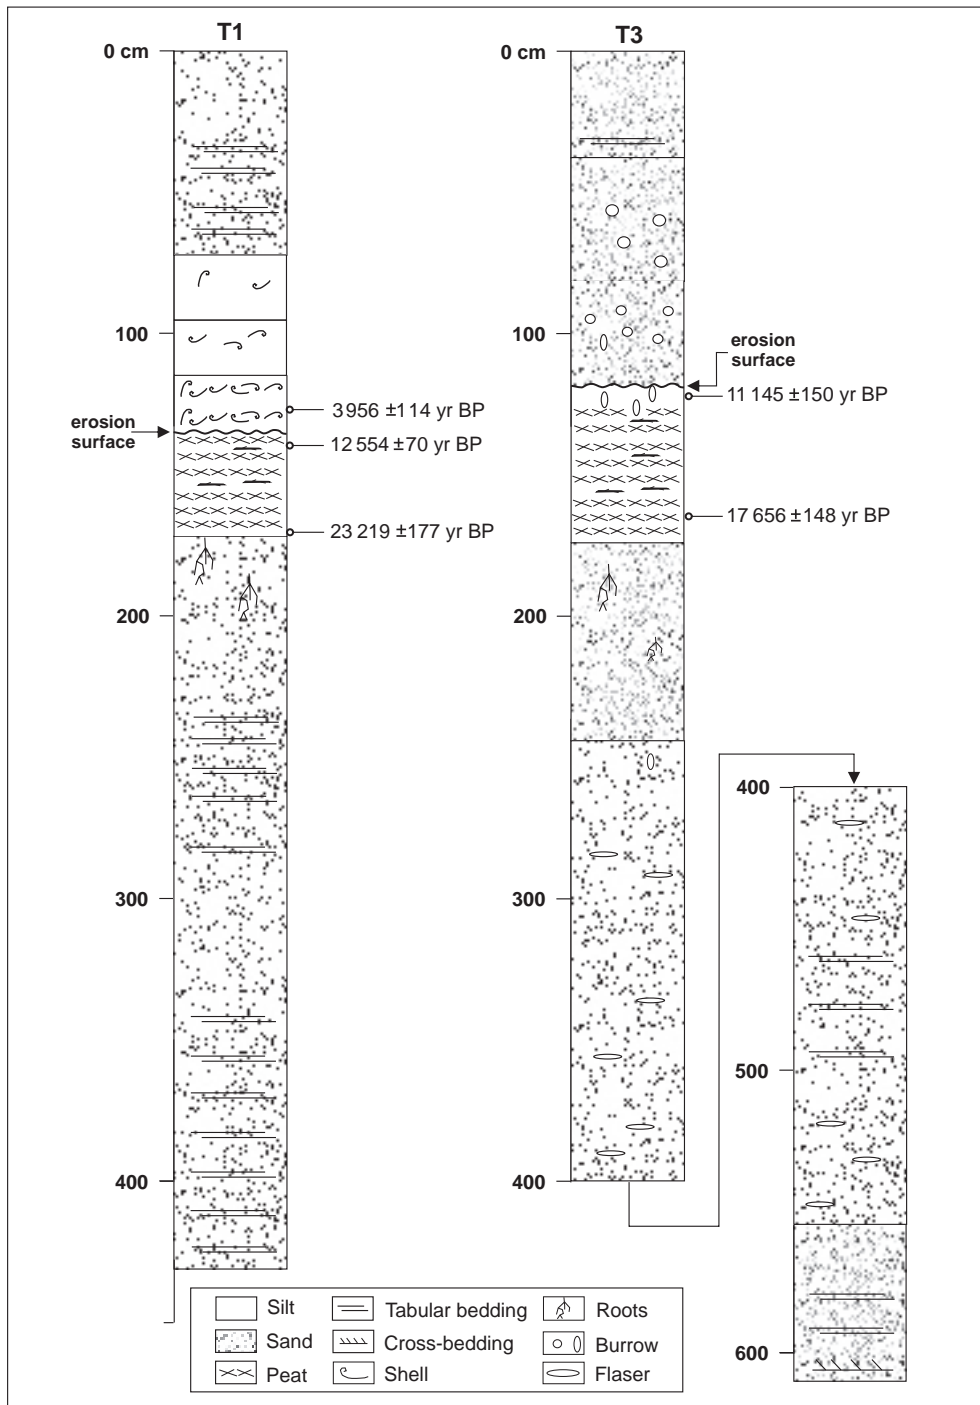 T1
0 cm
100
erosion
surface
3956 ±114 yr BP
12 554 ±70 yr BP
23 219 ±177 yr BP
200
300
400
T3
0 cm
100
erosion
surface
11 145 ±150 yr BP
17 656 ±148 yr BP
200
300
400
400
500
600
Silt
Tabular bedding
Roots
Sand
Cross-bedding
Burrow
Peat
Shell
Flaser